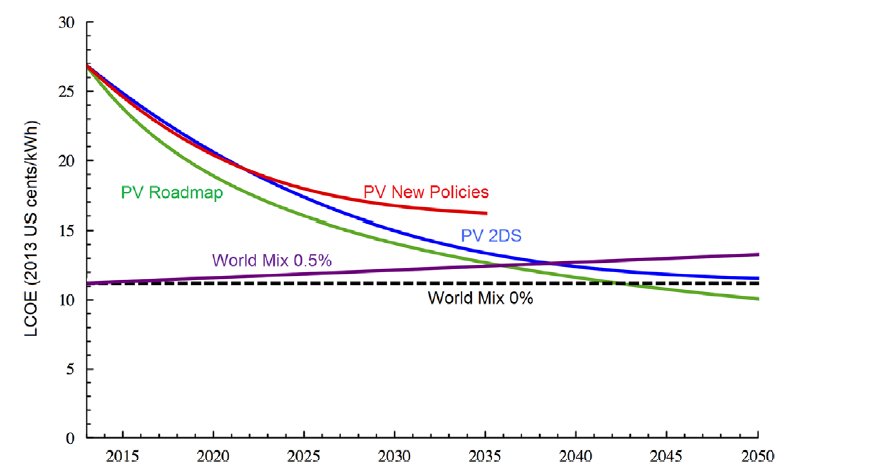 30
25
20
15
10
5
0
LCOE (2013 US cents/kWh)
PV Roadmap
PV New Policies
PV 2DS
World Mix 0.5%
World Mix 0%
2015 2020 2025 2030 2035 2040 2045 2050